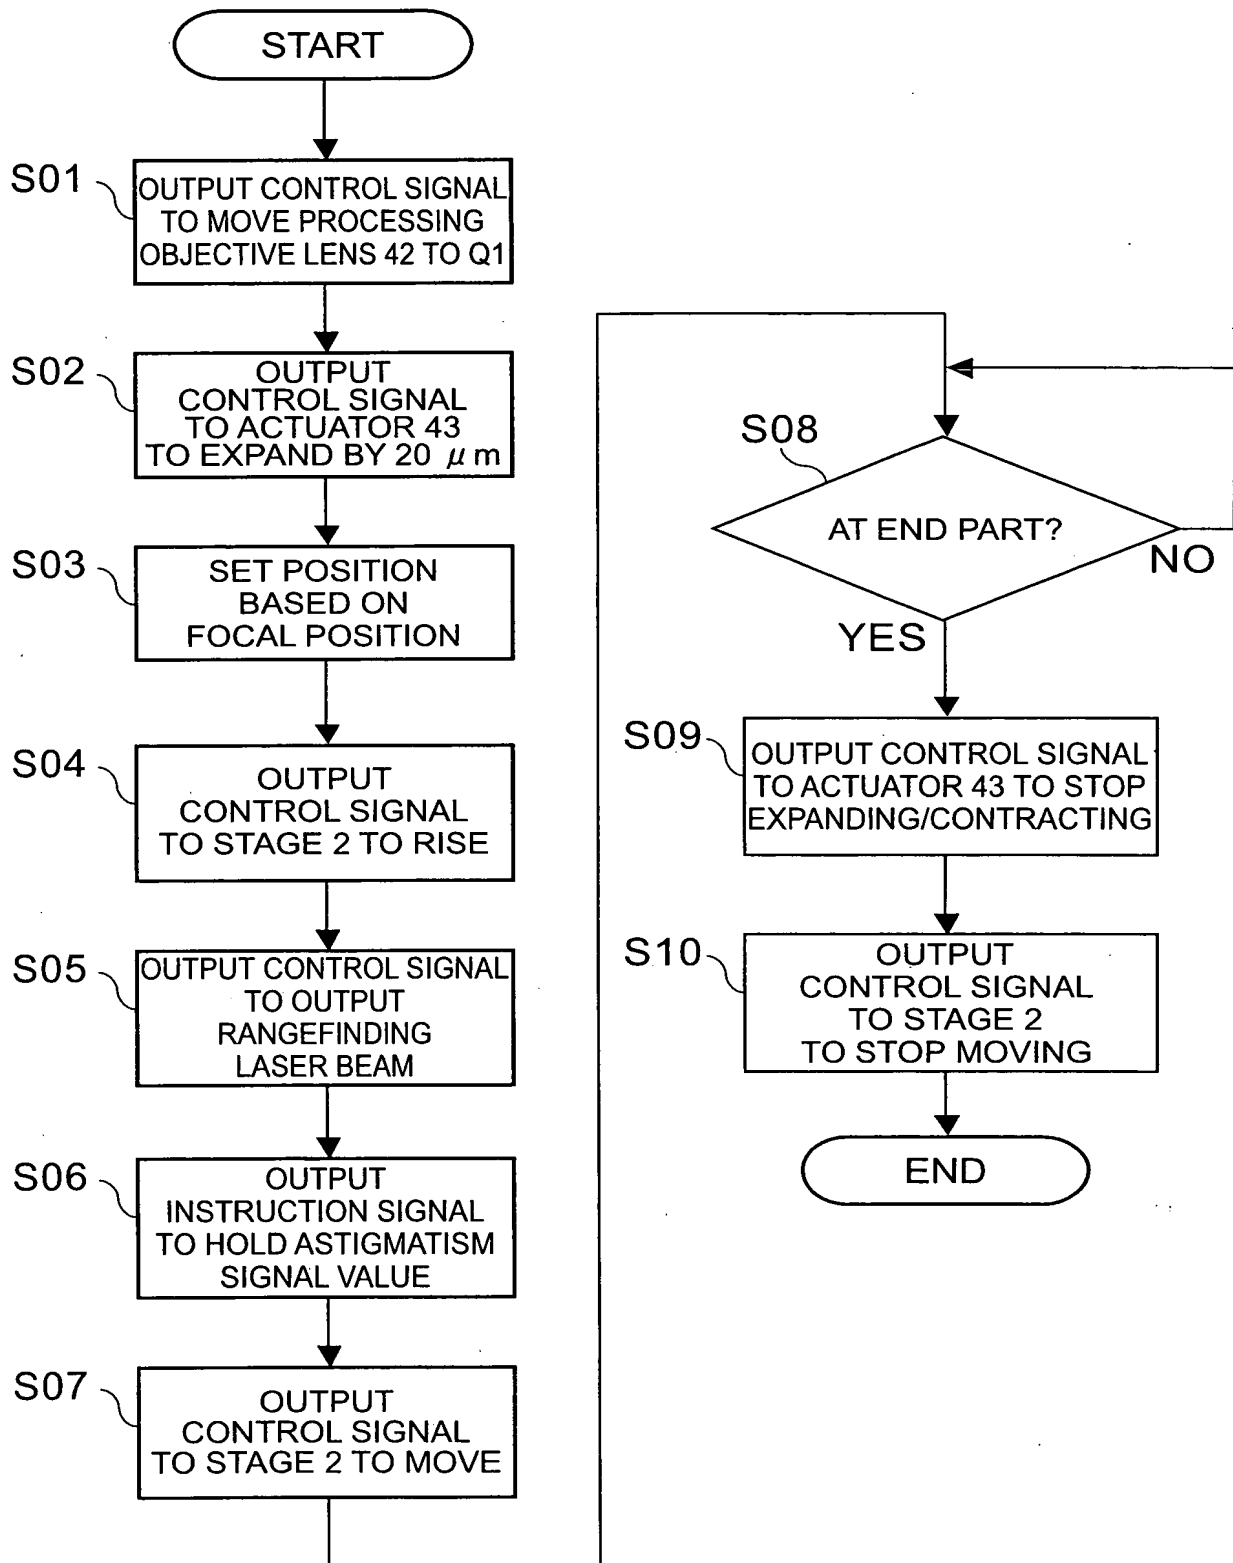 START
S01
OUTPUT CONTROL SIGNAL
TO MOVE PROCESSING
OBJECTIVE LENS 42 TO Q1
S02
OUTPUT
CONTROL SIGNAL
TO ACTUATOR 43
TO EXPAND BY 20 μm
S03
SET POSITION
BASED ON
FOCAL POSITION
S04
OUTPUT
CONTROL SIGNAL
TO STAGE 2 TO RISE
S05
OUTPUT CONTROL SIGNAL
TO OUTPUT
RANGEFINDING
LASER BEAM
S06
OUTPUT
INSTRUCTION SIGNAL
TO HOLD ASTIGMATISM
SIGNAL VALUE
S07
OUTPUT
CONTROL SIGNAL
TO STAGE 2 TO MOVE
S08
AT END PART?
NO
YES
S09
OUTPUT CONTROL SIGNAL
TO ACTUATOR 43 TO STOP
EXPANDING/CONTRACTING
S10
OUTPUT
CONTROL SIGNAL
TO STAGE 2
TO STOP MOVING
END